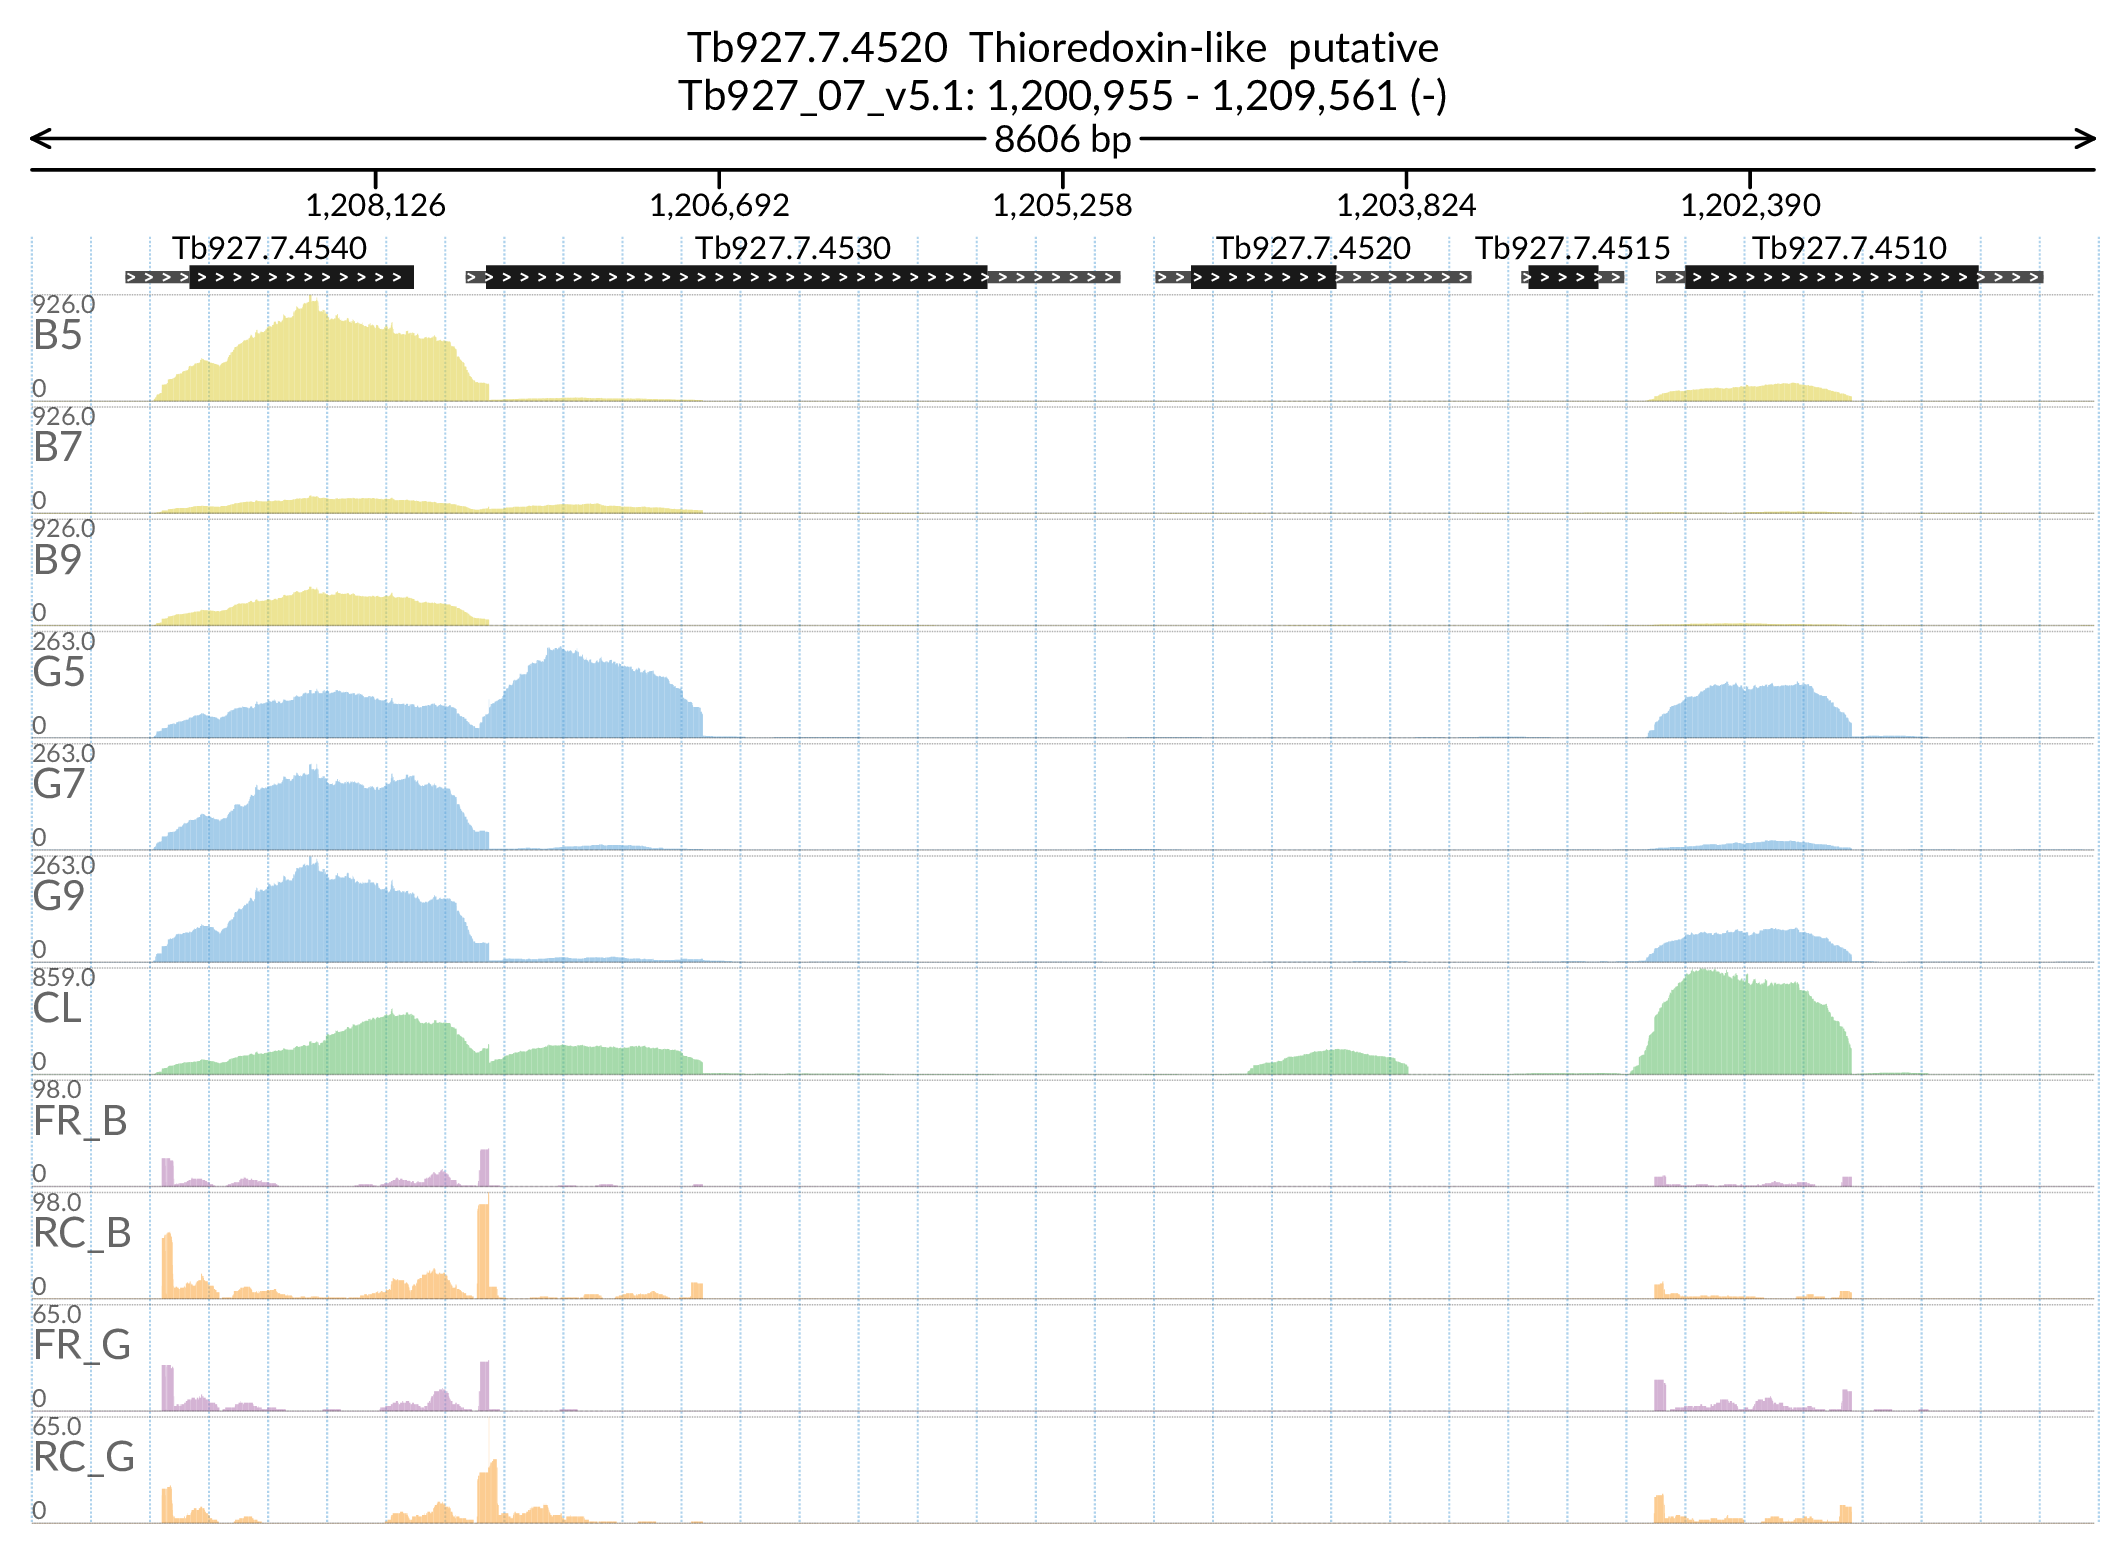 Tb927.7.4520 Thioredoxin-like putative
Tb927_07_v5.1: 1,200,955 - 1,209,561 (-)
8606 bp
1,208,126 1,206,692 1,205,258 1,203,824 1,202,390
Tb927.7.4540 Tb927.7.4530 Tb927.7.4520 Tb927.7.4515 Tb927.7.4510
926.0
B5
0
926.0
B7
0
926.0
B9
0
263.0
G5
0
263.0
G7
0
263.0
G9
0
859.0
CL
0
98.0
FR_B
0
98.0
RC_B
0
65.0
FR_G
0
65.0
RC_G
0